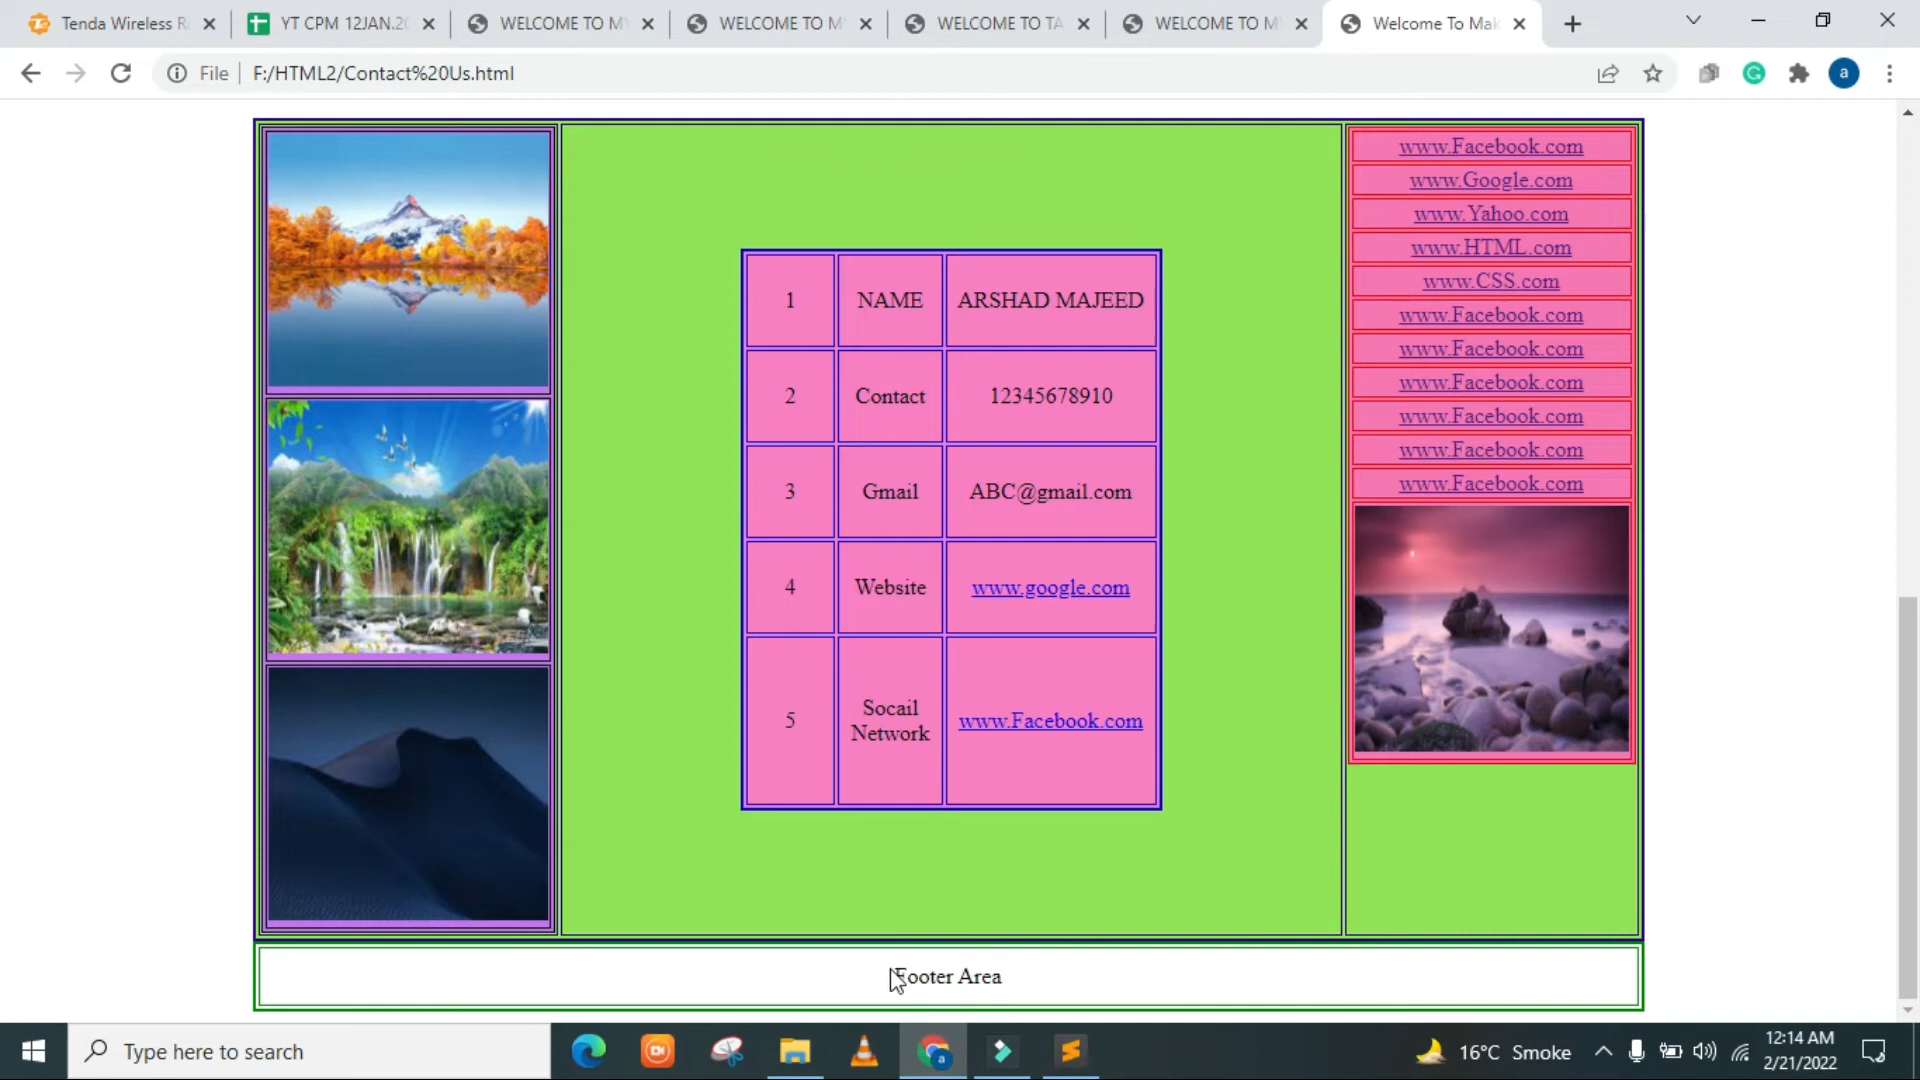 Tenda Wireless R
YT CPM 12JAN.20
WELCOME TO MY
WELCOME TO MY
WELCOME TO TA
WELCOME TO M
Welcome To Mak
File
F:/HTML2/Contact%20Us.html
a
1 NAME ARSHAD MAJEED
2 Contact 12345678910
3 Gmail ABC@gmail.com
4 Website www.google.com
5 Socail Network www.Facebook.com
www.Facebook.com
www.Google.com
www.Yahoo.com
www.HTML.com
www.CSS.com
www.Facebook.com
www.Facebook.com
www.Facebook.com
www.Facebook.com
www.Facebook.com
www.Facebook.com
Footer Area
Type here to search
16°C Smoke
12:14 AM
2/21/2022